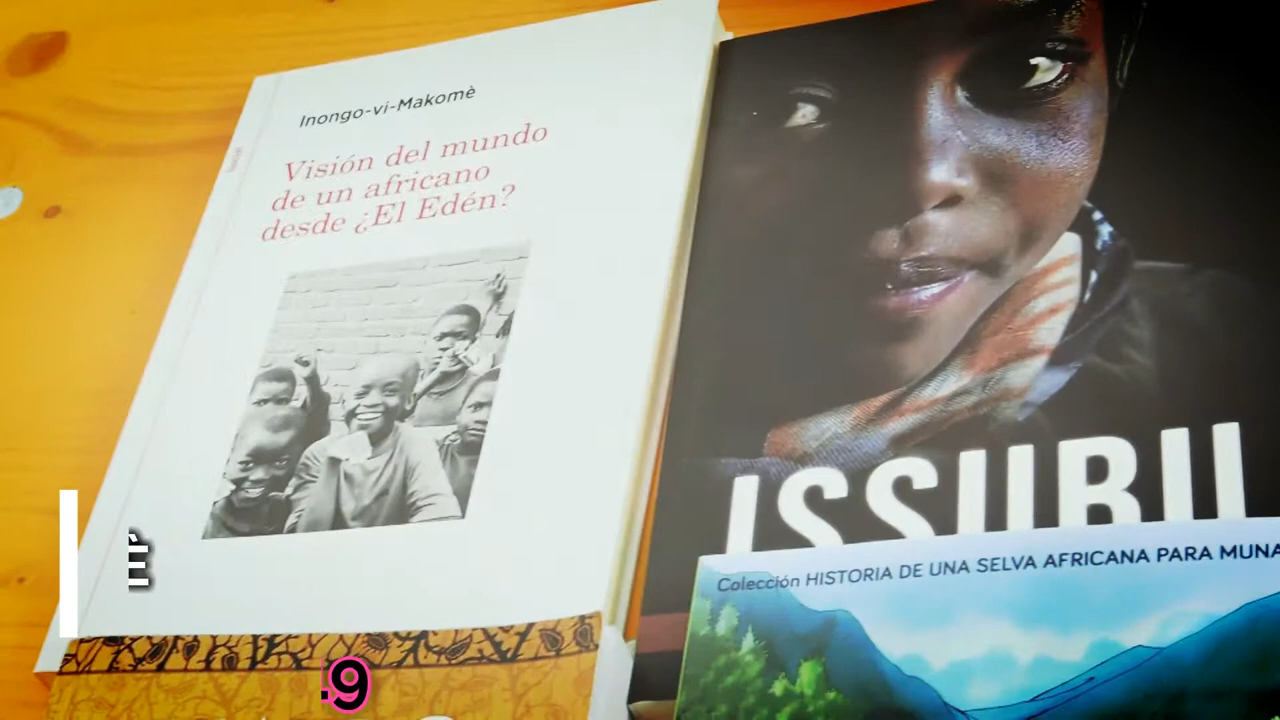 Inongo-vi-Makomè
Visión del mundo
de un africano
desde ¿El Edén?
ISSUBU
Colección HISTORIA DE UNA SELVA AFRICANA PARA MUNA
È
.9